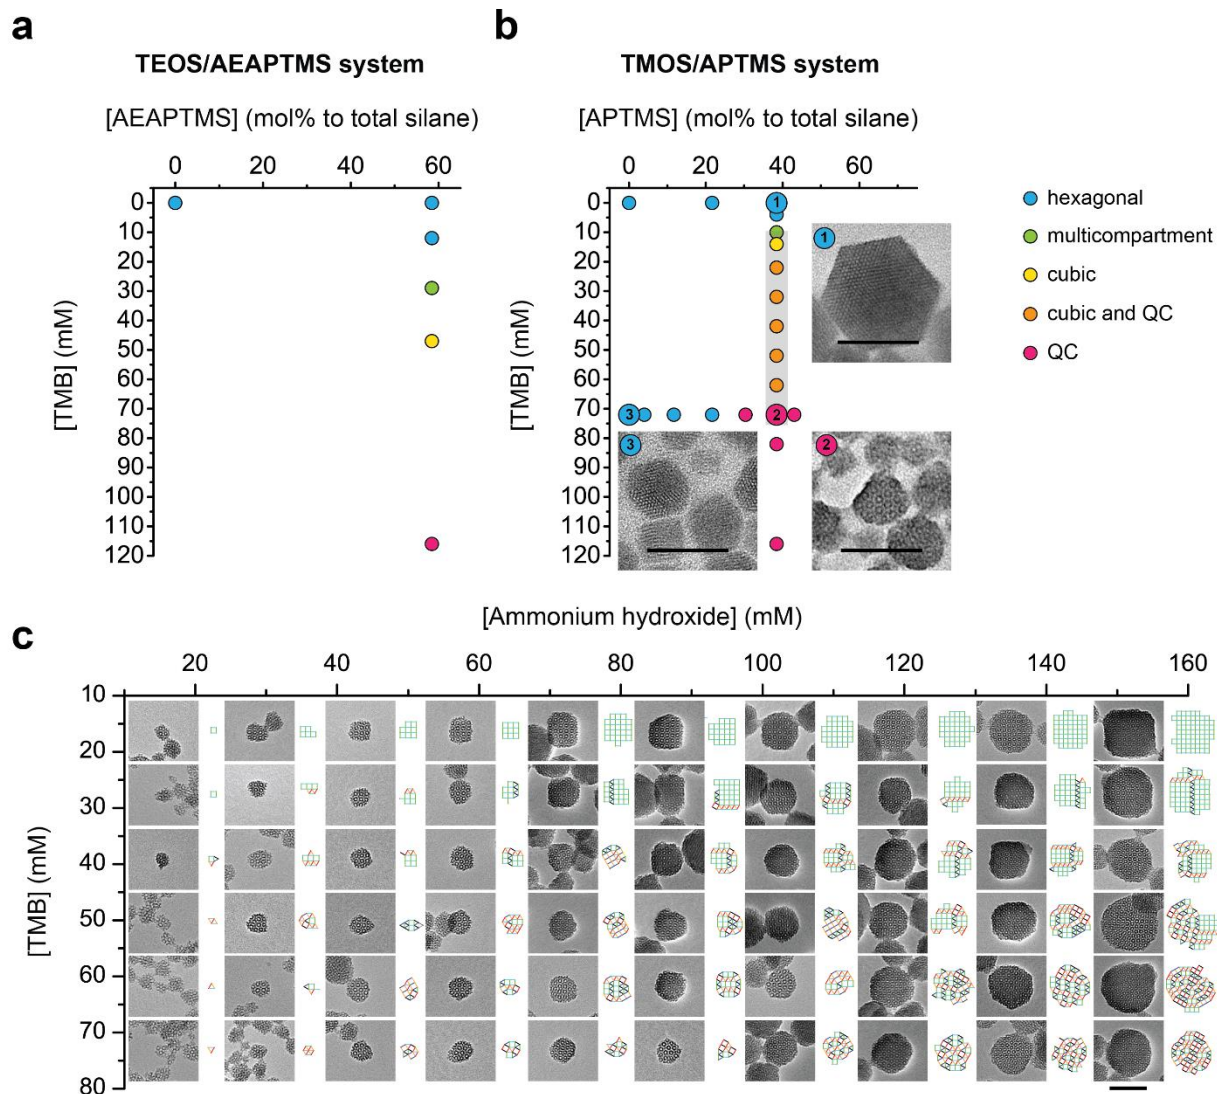 a
TEOS/AEAPTMS system
[AEAPTMS] (mol% to total silane)
0 20 40 60
[TMB] (mM)
0
10
20
30
40
50
60
70
80
90
100
110
120
b
TMOS/APTMS system
[APTMS] (mol% to total silane)
0 20 40 60
[TMB] (mM)
0
10
20
30
40
50
60
70
80
90
100
110
120
1
1
3
2
3
2
hexagonal
multicompartment
cubic
cubic and QC
QC
c
[Ammonium hydroxide] (mM)
20 40 60 80 100 120 140 160
[TMB] (mM)
10
20
30
40
50
60
70
80